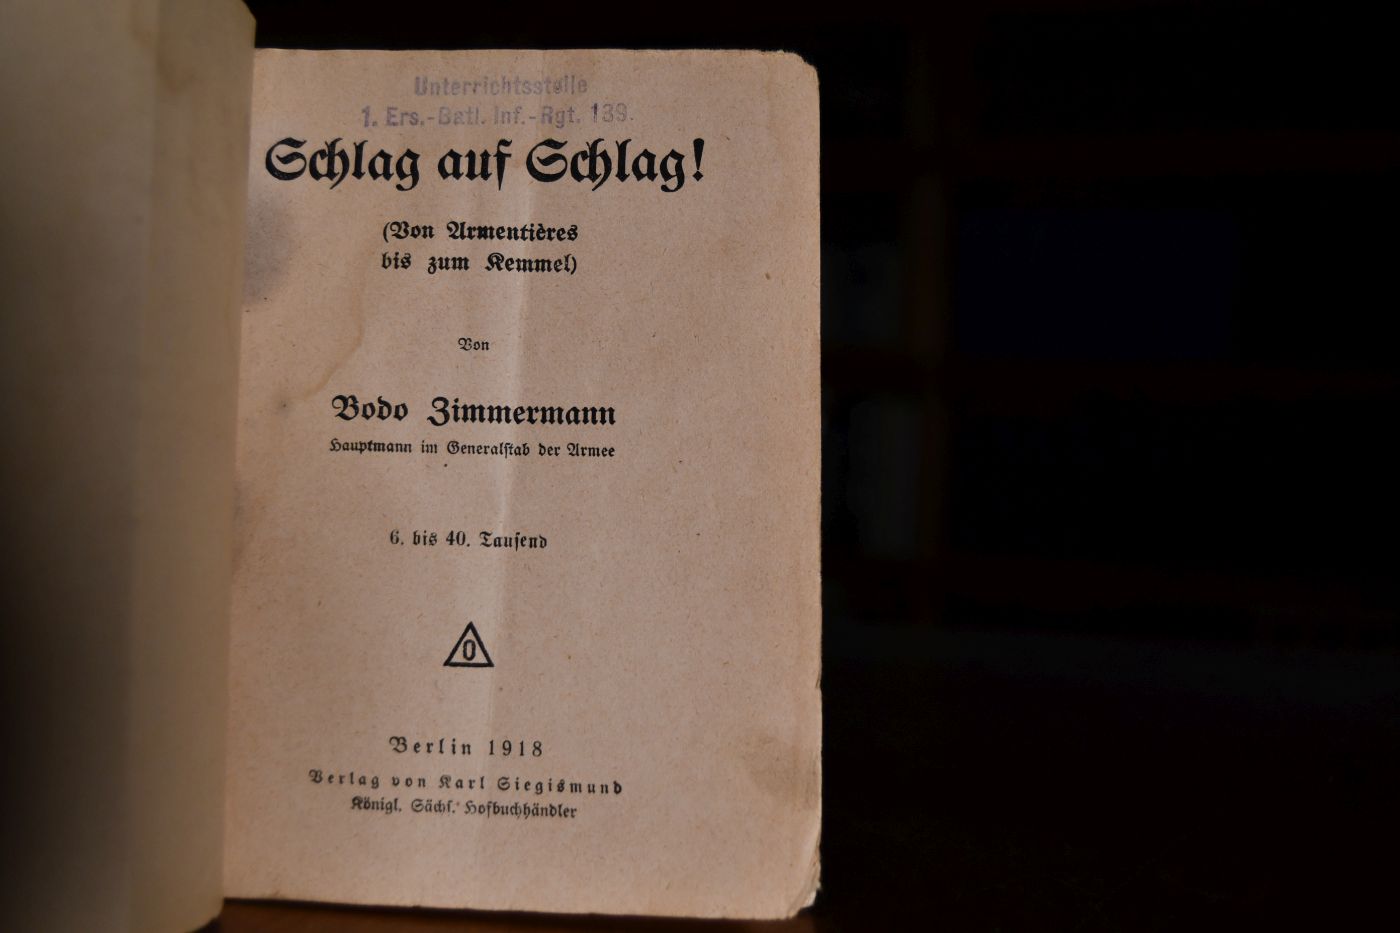 Unterrichtsstelle
1. Ers.-Batl. Inf.-Rgt. 139.
Schlag auf Schlag!
(Von Armentières
bis zum Kemmel)
Von
Bodo Zimmermann
Hauptmann im Generalstab der Armee
6. bis 40. Tausend
O
Berlin 1918
Verlag von Karl Siegismund
Königl. Sächs. Hofbuchhändler